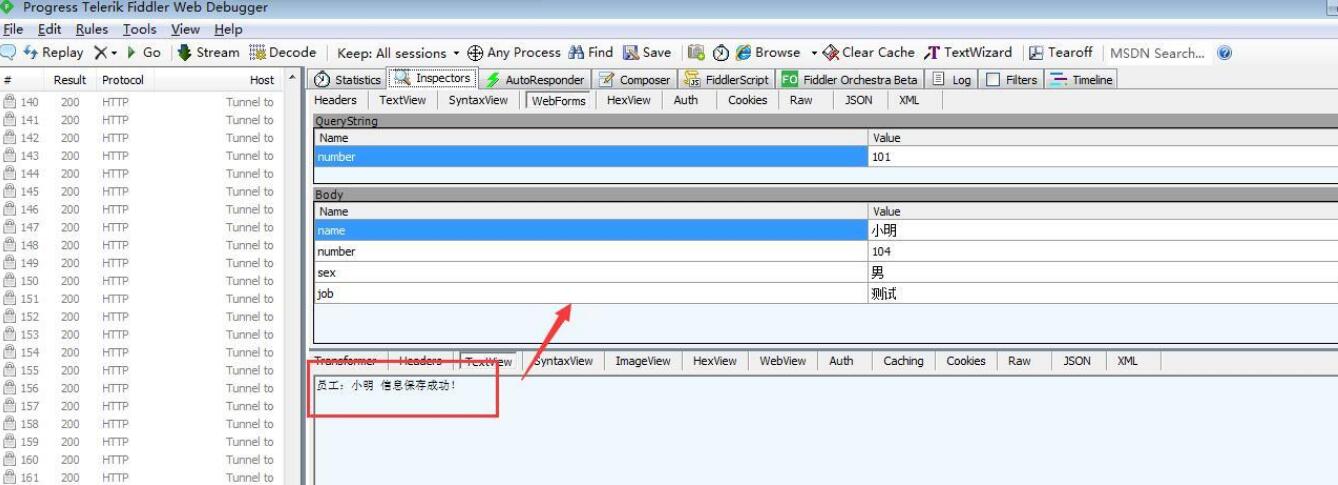 Progress Telerik Fiddler Web Debugger
File Edit Rules Tools View Help
Replay Go Stream Decode Keep: All sessions Any Process Find Save Browse Clear Cache TextWizard Tearoff MSDN Search...
# Result Protocol Host
140 200 HTTP Tunnel to
141 200 HTTP Tunnel to
142 200 HTTP Tunnel to
143 200 HTTP Tunnel to
144 200 HTTP Tunnel to
145 200 HTTP Tunnel to
146 200 HTTP Tunnel to
147 200 HTTP Tunnel to
148 200 HTTP Tunnel to
149 200 HTTP Tunnel to
150 200 HTTP Tunnel to
151 200 HTTP Tunnel to
152 200 HTTP Tunnel to
153 200 HTTP Tunnel to
154 200 HTTP Tunnel to
155 200 HTTP Tunnel to
156 200 HTTP Tunnel to
157 200 HTTP Tunnel to
158 200 HTTP Tunnel to
159 200 HTTP Tunnel to
160 200 HTTP Tunnel to
161 200 HTTP Tunnel to
Statistics Inspectors AutoResponder Composer FiddlerScript FO Fiddler Orchestra Beta Log Filters Timeline
Headers TextView SyntaxView WebForms HexView Auth Cookies Raw JSON XML
QueryString
Name Value
number 101
Body
Name Value
name 小明
number 104
sex 男
job 测试
Transformer Headers TextView SyntaxView ImageView HexView WebView Auth Caching Cookies Raw JSON XML
员工：小明 信息保存成功！